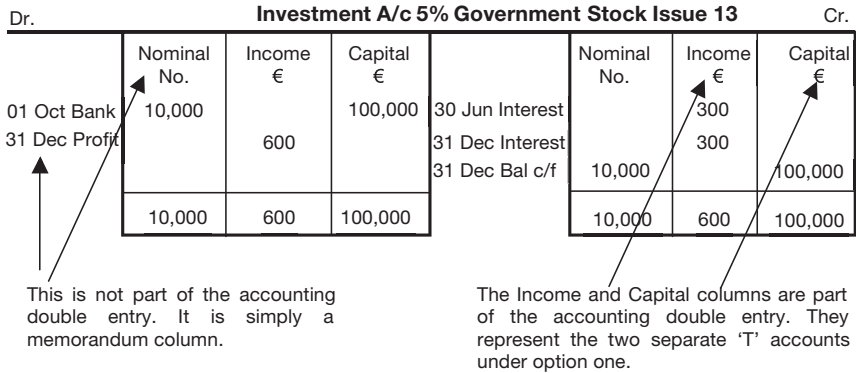 Dr. Investment A/c 5% Government Stock Issue 13 Cr.
Nominal Income Capital Nominal Income Capital
No. € € No. € €
01 Oct Bank 10,000 100,000 30 Jun Interest 300
31 Dec Profit 600 31 Dec Interest 300
31 Dec Bal c/f 10,000 100,000
10,000 600 100,000 10,000 600 100,000
This is not part of the accounting
double entry. It is simply a
memorandum column.
The Income and Capital columns are part
of the accounting double entry. They
represent the two separate ‘T’ accounts
under option one.